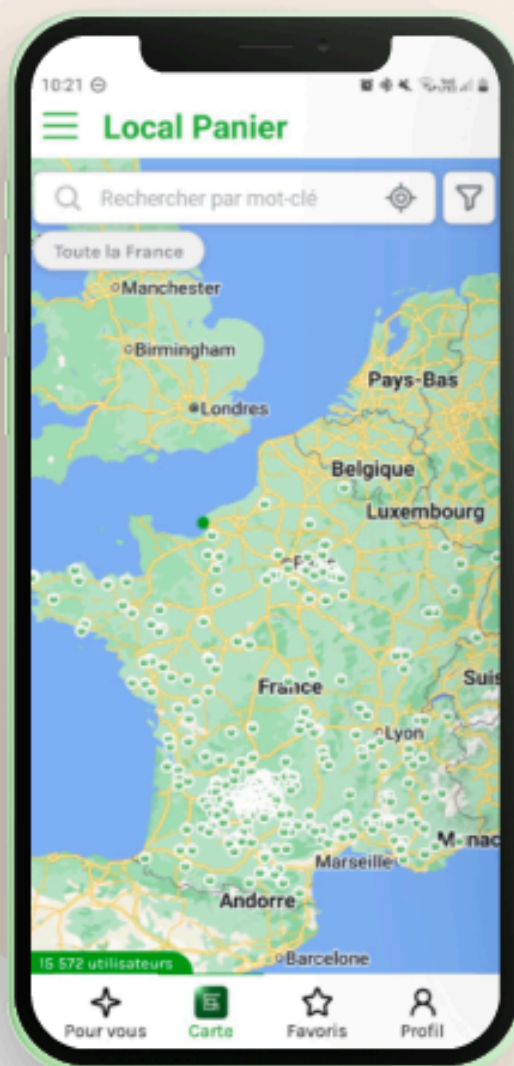 10:21
Local Panier
Rechercher par mot-clé
Toute la France
Manchester
Birmingham
Pays-Bas
Londres
Belgique
Luxembourg
France
Lyon
Marseille
Andorre
Barcelone
15 572 utilisateurs
Pour vous
Carte
Favoris
Profil